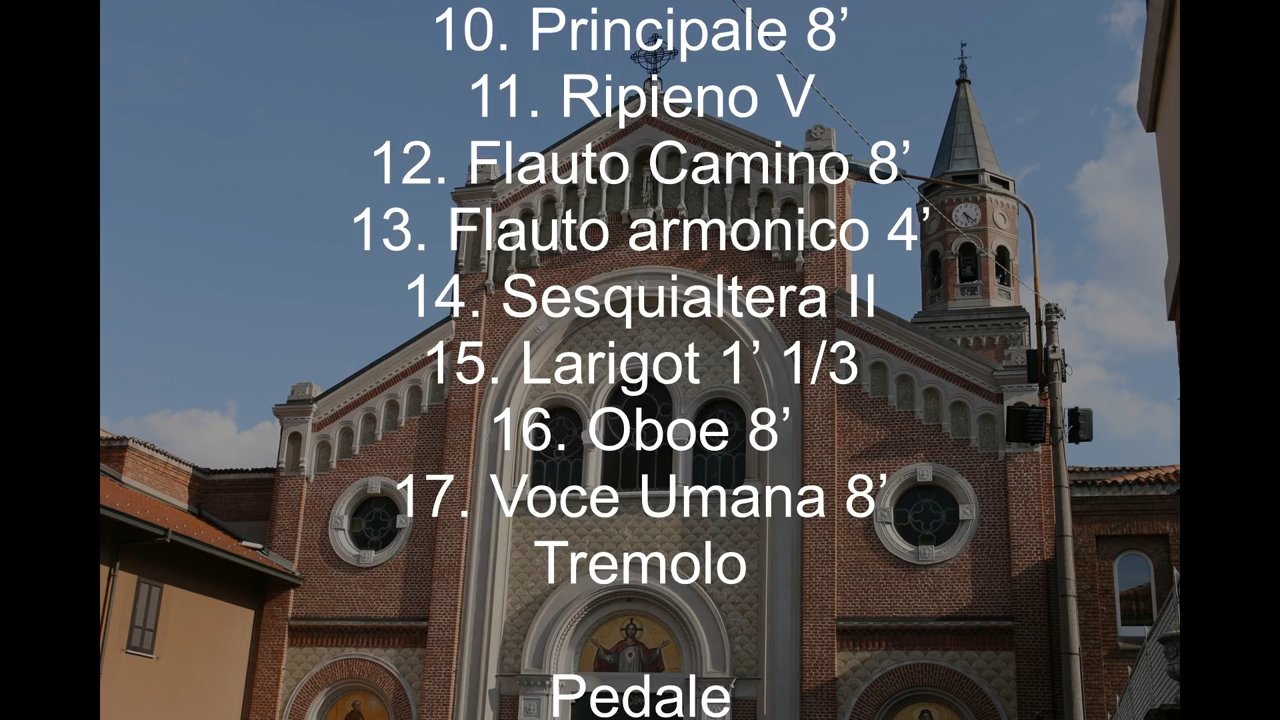 10. Principale 8’
11. Ripieno V
12. Flauto Camino 8’
13. Flauto armonico 4’
14. Sesquialtera II
15. Larigot 1’ 1/3
16. Oboe 8’
17. Voce Umana 8’
Tremolo
Pedale